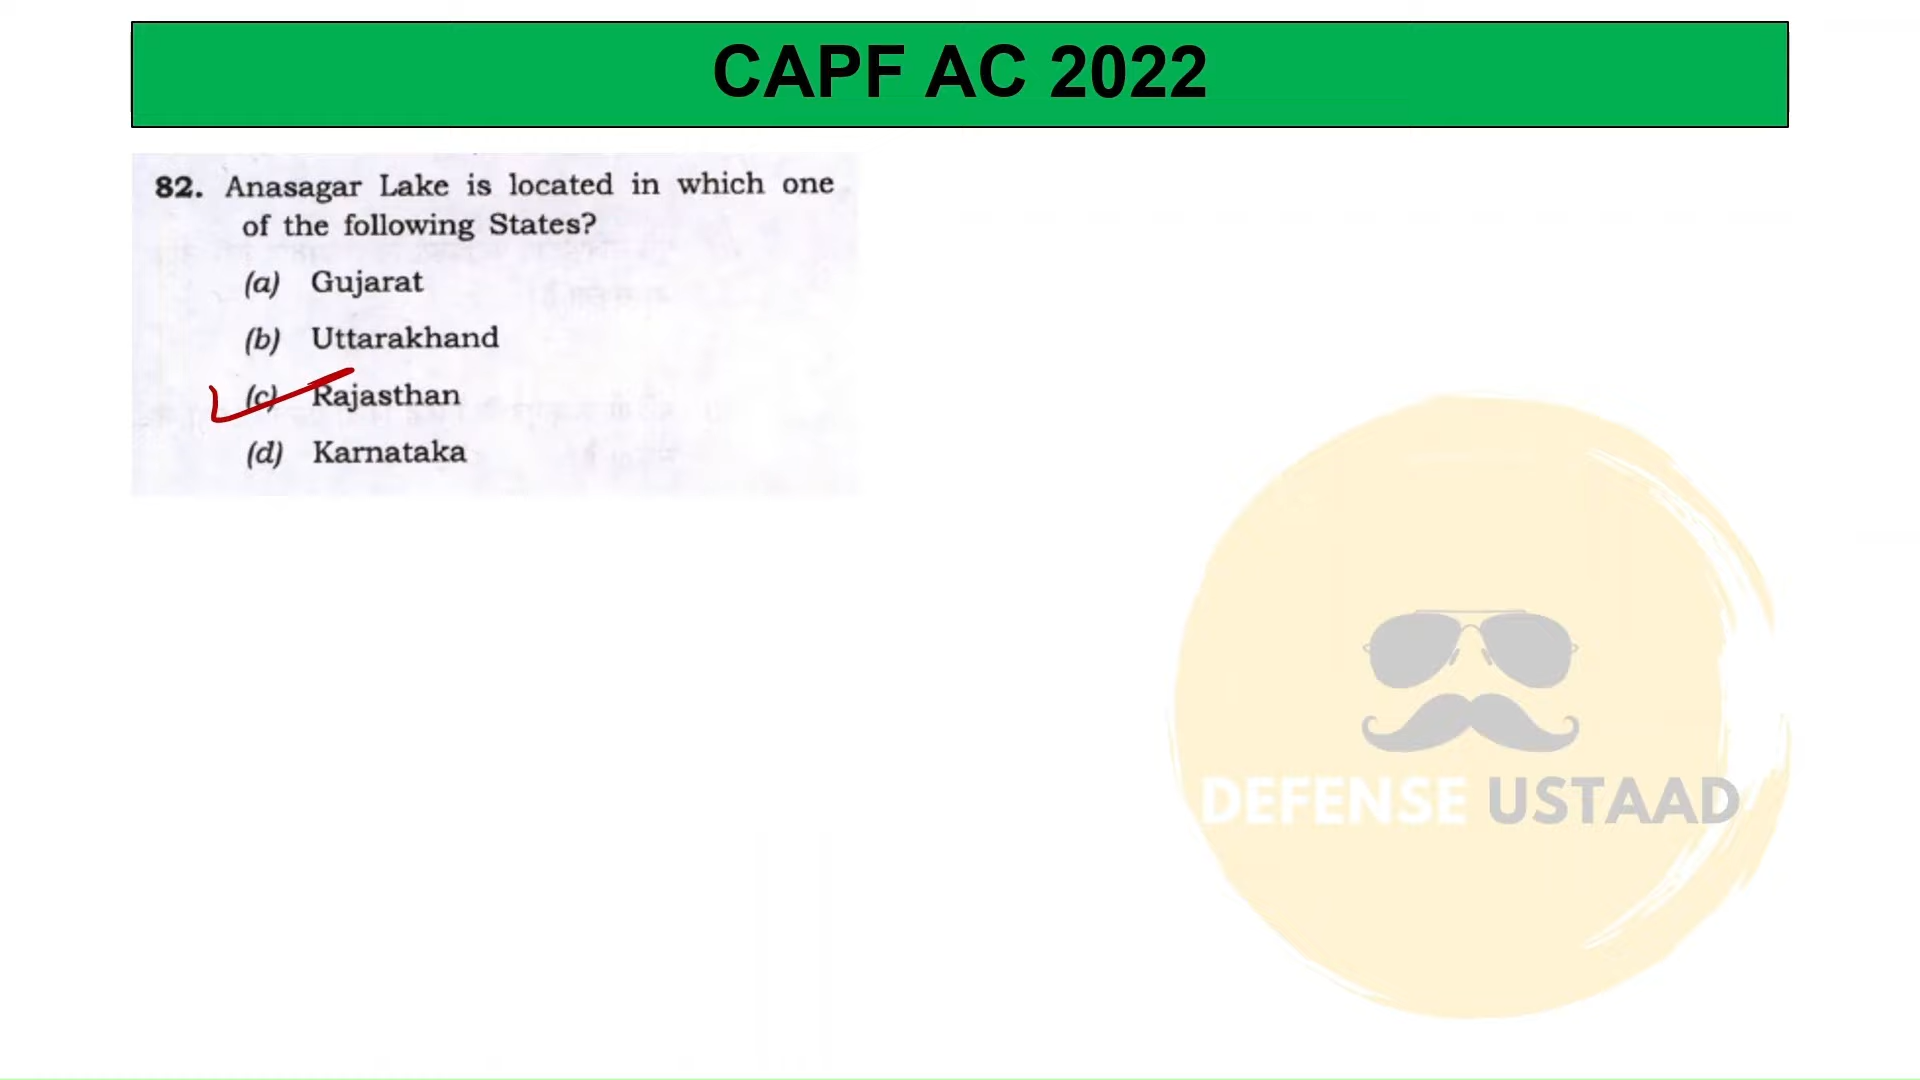 CAPF AC 2022
82. Anasagar Lake is located in which one
of the following States?
(a) Gujarat
(b) Uttarakhand
(c) Rajasthan
(d) Karnataka
DEFENSE USTAAD